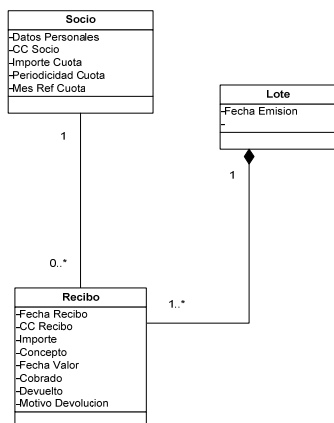 Socio
-Datos Personales
-CC Socio
-Importe Cuota
-Periodicidad Cuota
-Mes Ref Cuota
Lote
-Fecha Emision
-
1
1
0..*
1..*
Recibo
-Fecha Recibo
-CC Recibo
-Importe
-Concepto
-Fecha Valor
-Cobrado
-Devuelto
-Motivo Devolucion